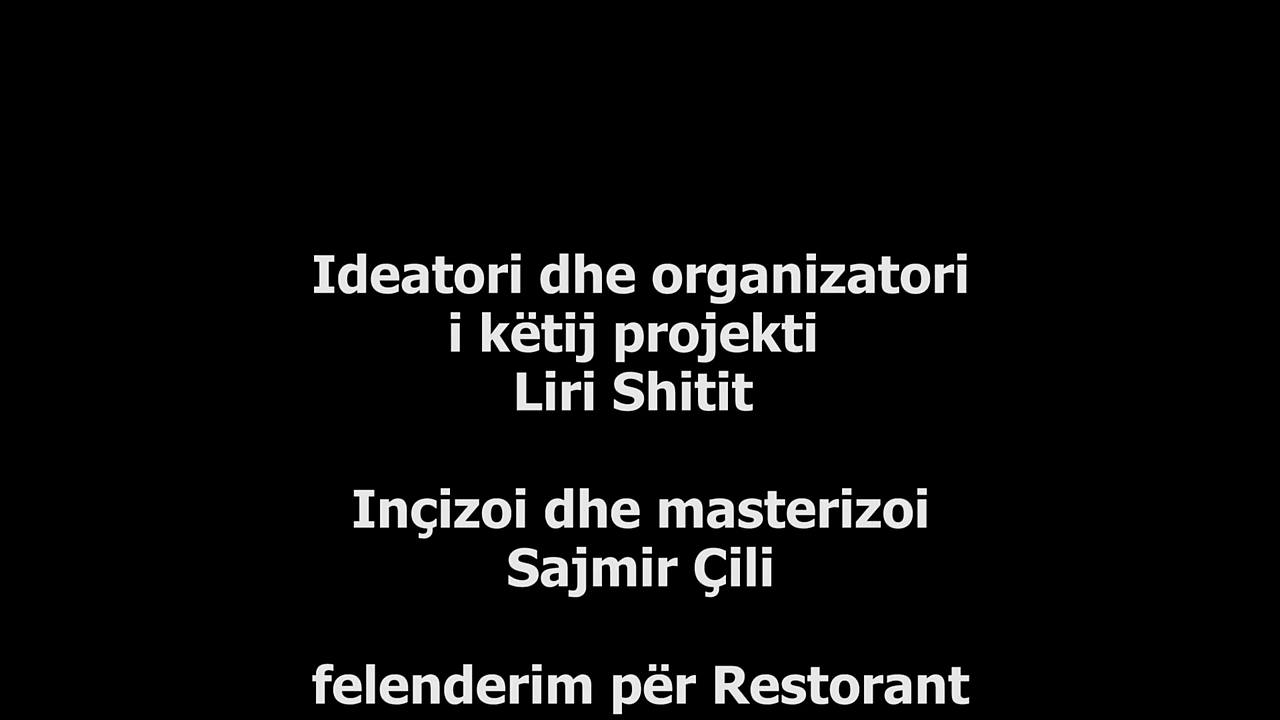 Ideatori dhe organizatori
i këtij projekti
Liri Shitit
Inçizoi dhe masterizoi
Sajmir Çili
felenderim për Restorant